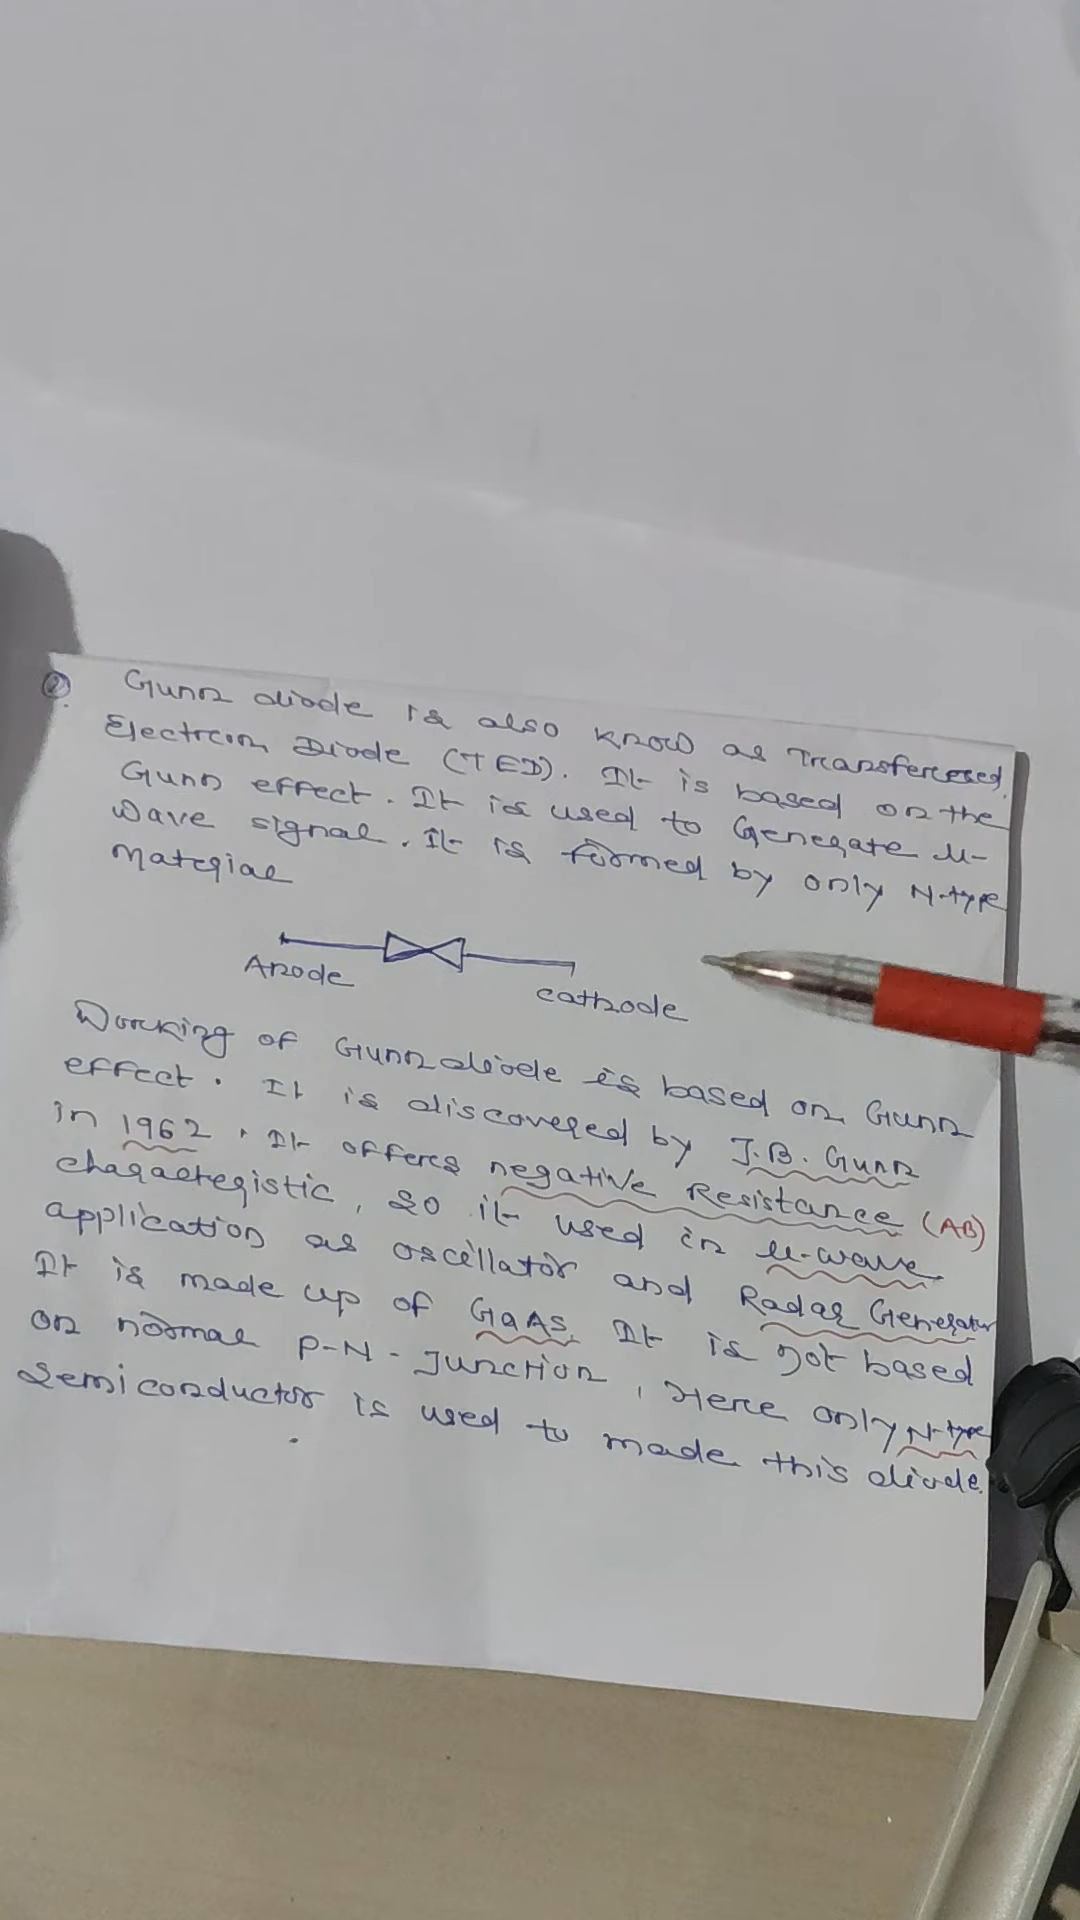 ② Gunn diode is also know as Transfereresed
Electron Diode (TED). It is based on the
Gunn effect. It is used to Generate μ-
wave signal. It is formed by only N-type
Material
Anode
cathode
Working of Gunn diode is based on Gunn
effect. It is discovered by J.B. Gunn
in 1962. It offers negative Resistance (AB)
characteristic, so it used in μ-wave
application as oscillator and Radar Generator
It is made up of GaAs. It is not based
on normal P-N-Junction, Here only N-type
Semiconductor is used to made this diode.